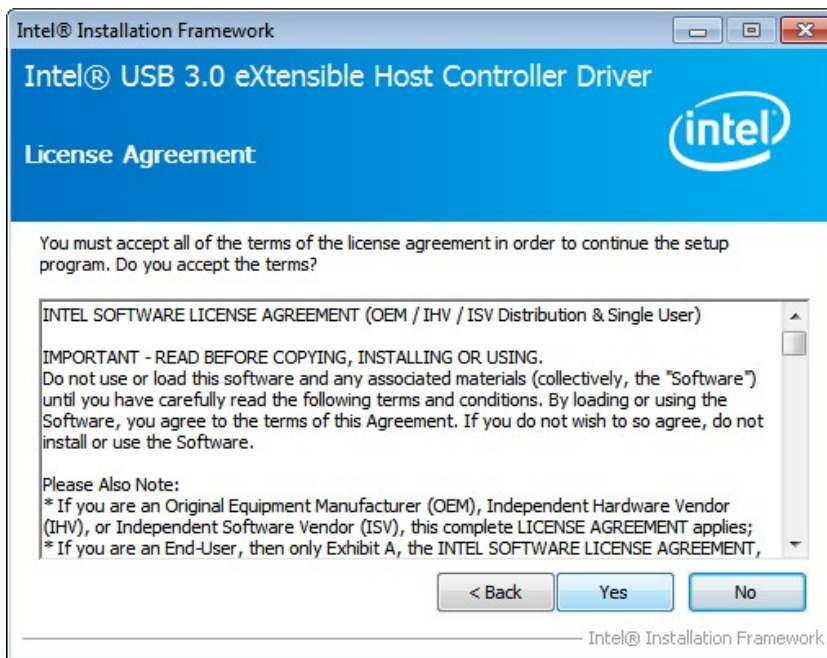 Intel® Installation Framework
Intel® USB 3.0 eXtensible Host Controller Driver
License Agreement
intel
You must accept all of the terms of the license agreement in order to continue the setup
program. Do you accept the terms?
INTEL SOFTWARE LICENSE AGREEMENT (OEM / IHV / ISV Distribution & Single User)
IMPORTANT - READ BEFORE COPYING, INSTALLING OR USING.
Do not use or load this software and any associated materials (collectively, the "Software")
until you have carefully read the following terms and conditions. By loading or using the
Software, you agree to the terms of this Agreement. If you do not wish to so agree, do not
install or use the Software.
Please Also Note:
* If you are an Original Equipment Manufacturer (OEM), Independent Hardware Vendor
(IHV), or Independent Software Vendor (ISV), this complete LICENSE AGREEMENT applies;
* If you are an End-User, then only Exhibit A, the INTEL SOFTWARE LICENSE AGREEMENT,
< Back
Yes
No
Intel® Installation Framework